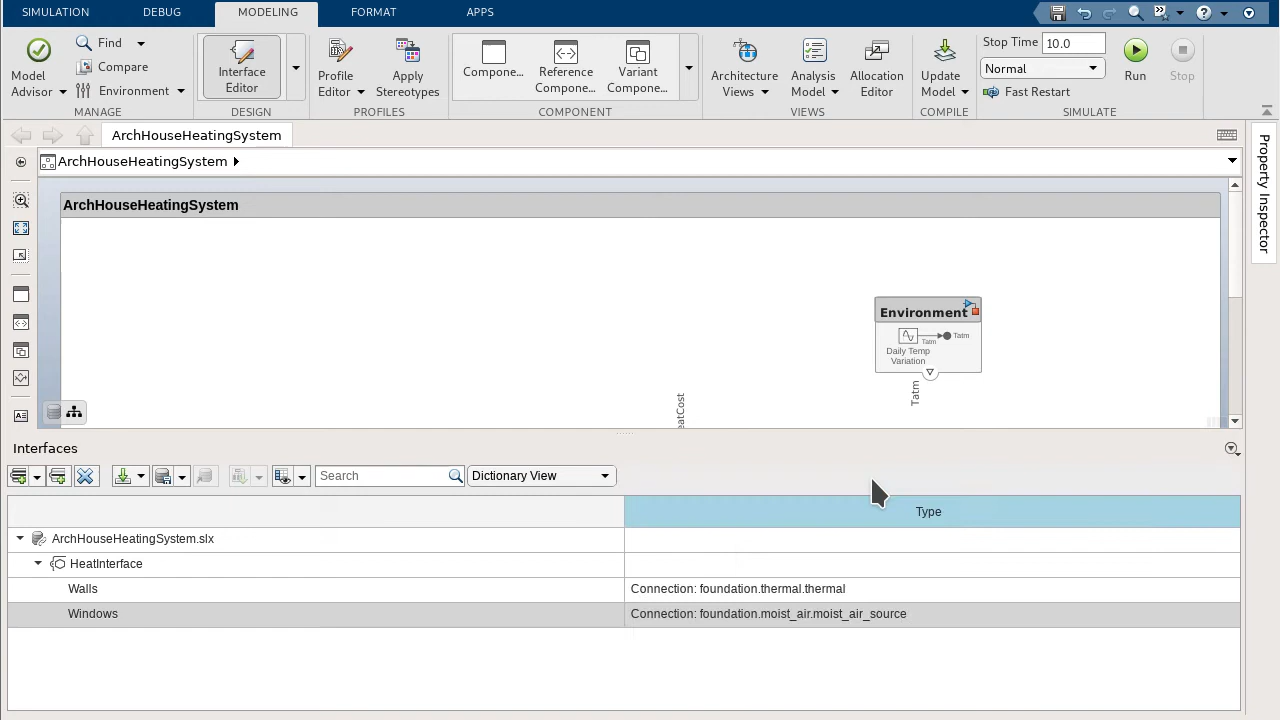 SIMULATION DEBUG MODELING FORMAT APPS
Model
Advisor
Find
Compare
Environment
MANAGE
Interface
Editor
DESIGN
Profile
Editor
Apply
Stereotypes
PROFILES
Compone...
Reference
Compone...
Variant
Compone...
COMPONENT
Architecture
Views
Analysis
Model
Allocation
Editor
VIEWS
Update
Model
COMPILE
Stop Time 10.0
Normal
Fast Restart
Run
Stop
SIMULATE
ArchHouseHeatingSystem
ArchHouseHeatingSystem
Property Inspector
ArchHouseHeatingSystem
Environment
Tatm
Tatm
Daily Temp
Variation
Tatm
eatCost
Interfaces
Search
Dictionary View
Type
ArchHouseHeatingSystem.slx
HeatInterface
Walls Connection: foundation.thermal.thermal
Windows Connection: foundation.moist_air.moist_air_source